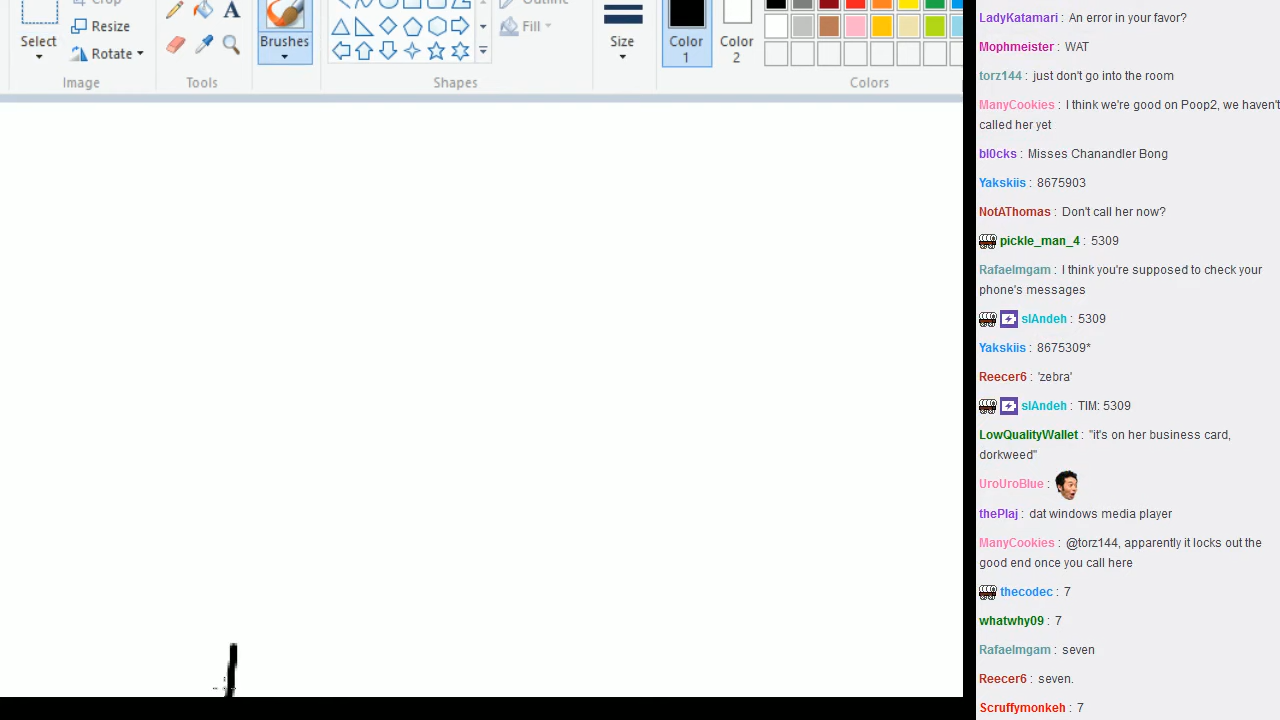 Crop
Outline
Select
Resize
Rotate
A
Fill
Brushes
Size
Color 1
Color 2
Image
Tools
Shapes
Colors
LadyKatamari : An error in your favor?
Mophmeister : WAT
torz144 : just don't go into the room
ManyCookies : I think we're good on Poop2, we haven't
called her yet
bl0cks : Misses Chanandler Bong
Yakskiis : 8675903
NotAThomas : Don't call her now?
pickle_man_4 : 5309
Rafaelmgam : I think you're supposed to check your
phone's messages
slAndeh : 5309
Yakskiis : 8675309*
Reecer6 : 'zebra'
slAndeh : TIM: 5309
LowQualityWallet : "it's on her business card,
dorkweed"
UroUroBlue :
thePlaj : dat windows media player
ManyCookies : @torz144, apparently it locks out the
good end once you call here
thecodec : 7
whatwhy09 : 7
Rafaelmgam : seven
Reecer6 : seven.
Scruffymonkeh : 7